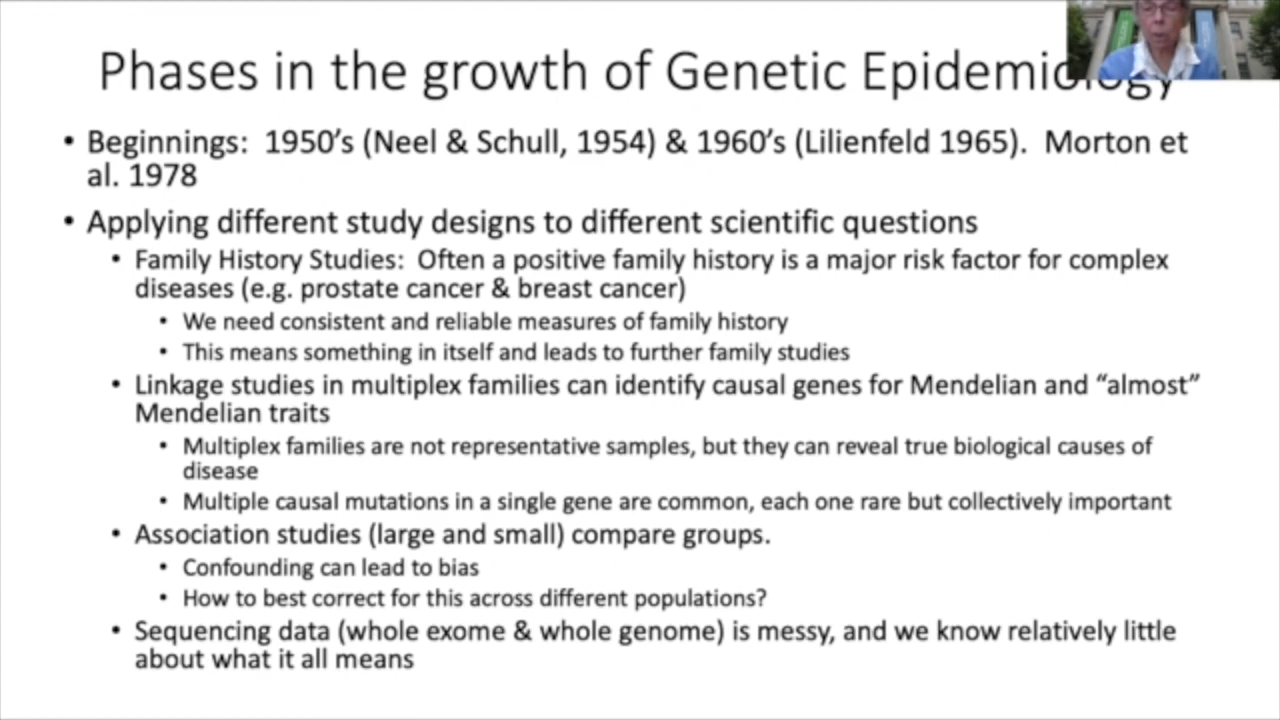 Phases in the growth of Genetic Epidemiology
• Beginnings:  1950's (Neel & Schull, 1954) & 1960's (Lilienfeld 1965).  Morton et
al. 1978
• Applying different study designs to different scientific questions
• Family History Studies:  Often a positive family history is a major risk factor for complex
diseases (e.g. prostate cancer & breast cancer)
• We need consistent and reliable measures of family history
• This means something in itself and leads to further family studies
• Linkage studies in multiplex families can identify causal genes for Mendelian and “almost”
Mendelian traits
• Multiplex families are not representative samples, but they can reveal true biological causes of
disease
• Multiple causal mutations in a single gene are common, each one rare but collectively important
• Association studies (large and small) compare groups.
• Confounding can lead to bias
• How to best correct for this across different populations?
• Sequencing data (whole exome & whole genome) is messy, and we know relatively little
about what it all means